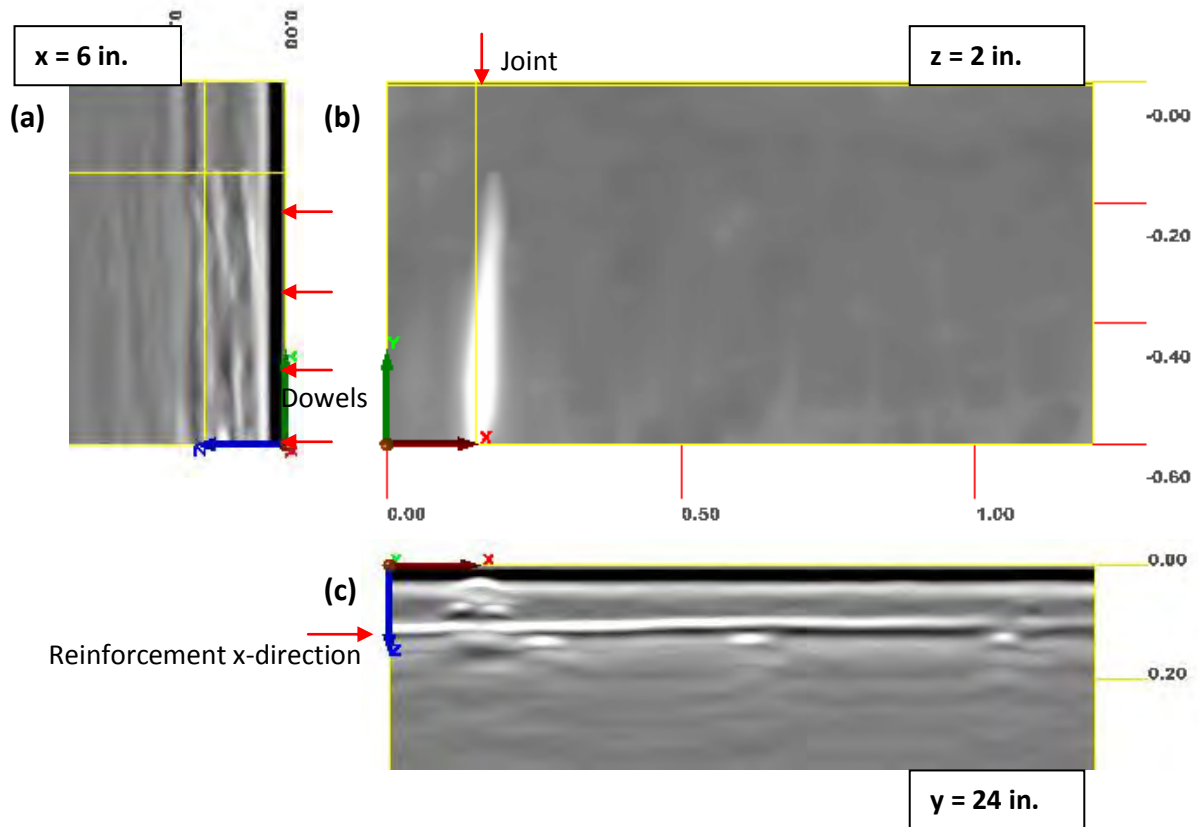 x = 6 in.
0.00
Joint
z = 2 in.
(a)
(b)
-0.00
-0.20
Dowels
Y
-0.40
Z
X
-0.60
0.00
0.50
1.00
X
0.00
(c)
Reinforcement x-direction
Z
0.20
y = 24 in.